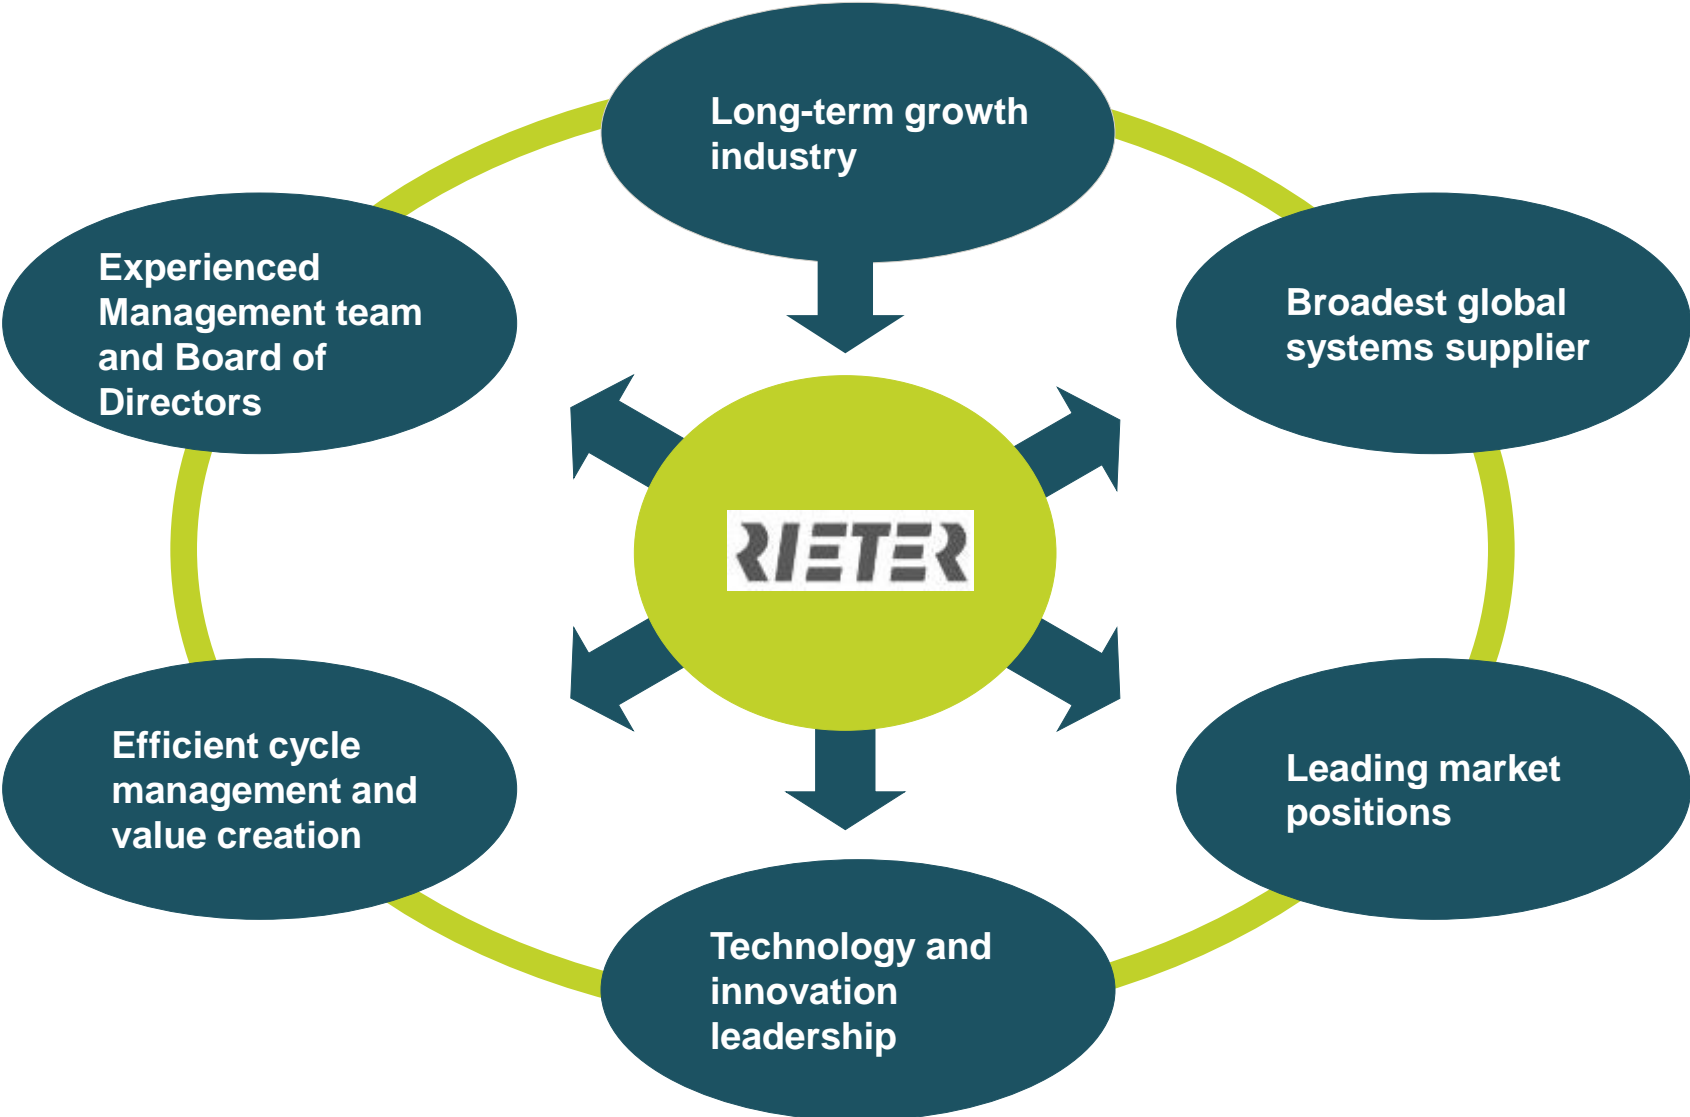 Long-term growth
industry
Broadest global
systems supplier
Leading market
positions
Technology and
innovation
leadership
Efficient cycle
management and
value creation
Experienced
Management team
and Board of
Directors
RIETER